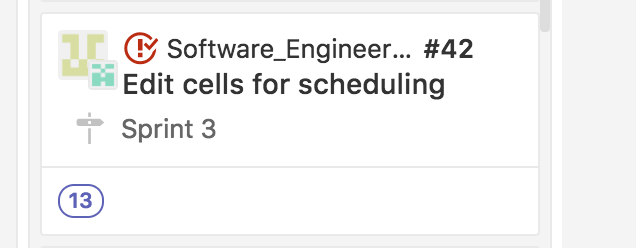 Software_Engineer... #42
Edit cells for scheduling
Sprint 3
13